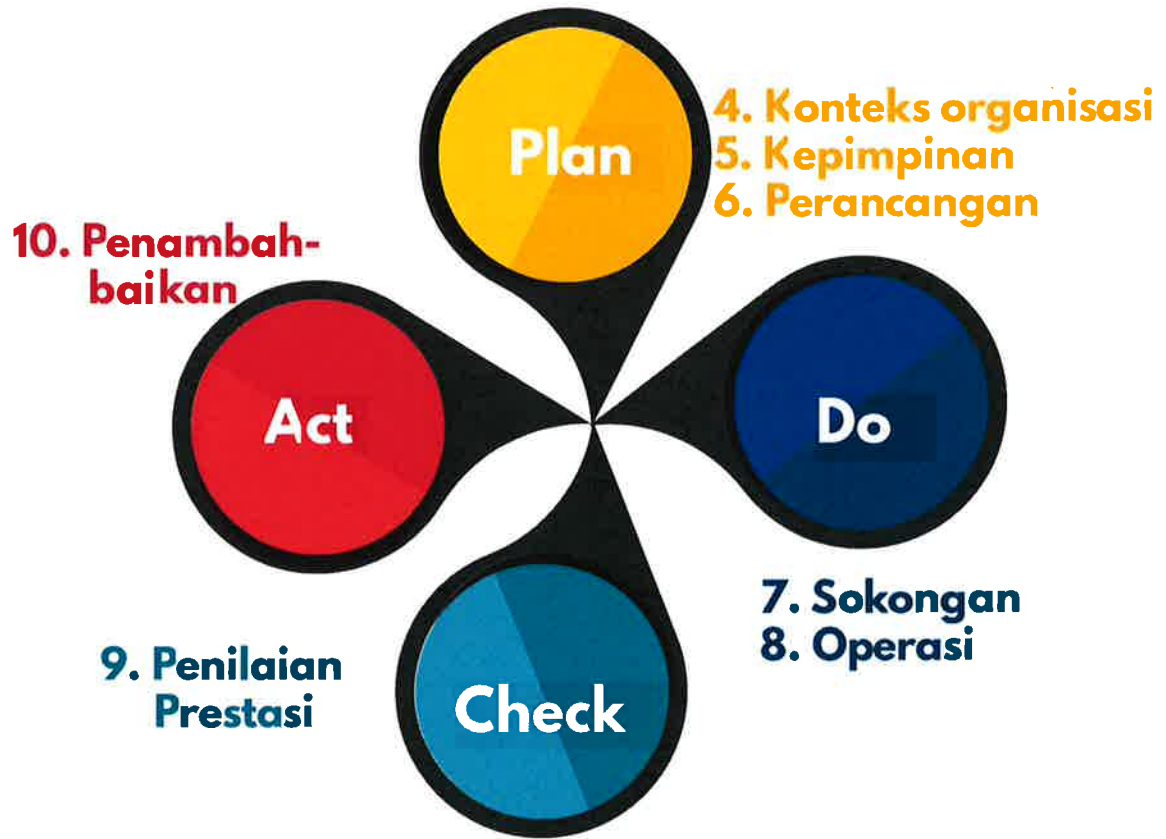 Plan
4. Konteks organisasi
5. Kepimpinan
6. Perancangan
10. Penambah-
baikan
Act
Do
7. Sokongan
8. Operasi
9. Penilaian
Prestasi
Check